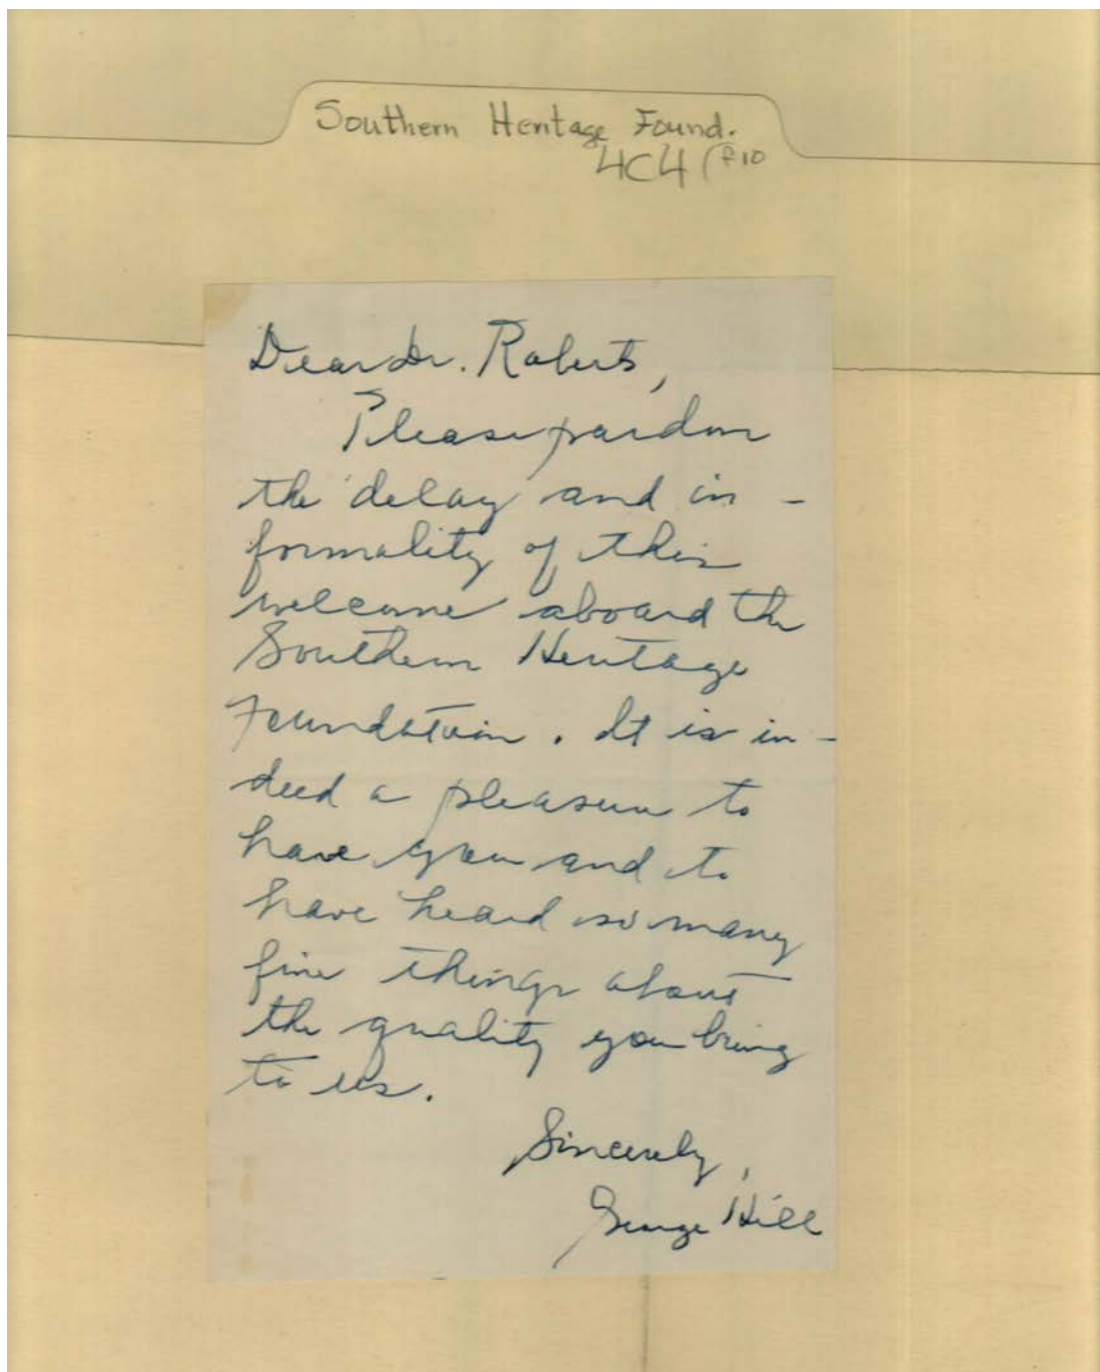 Southern Heritage Found.
4C4 (F10
Dear Dr. Roberts,
Please pardon
the delay and in-
formality of this
welcome aboard the
Southern Heritage
Foundation. It is in-
deed a pleasure to
have you and to
have heard so many
fine things about
the quality you bring
to us.
Sincerely,
George Hill